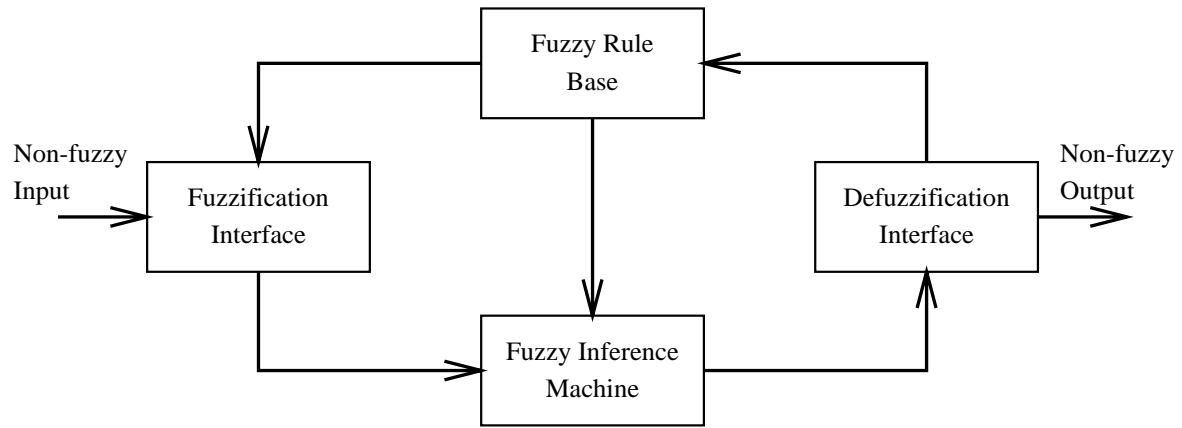 Fuzzy Rule
Base
Non-fuzzy
Input
Fuzzification
Interface
Defuzzification
Interface
Non-fuzzy
Output
Fuzzy Inference
Machine